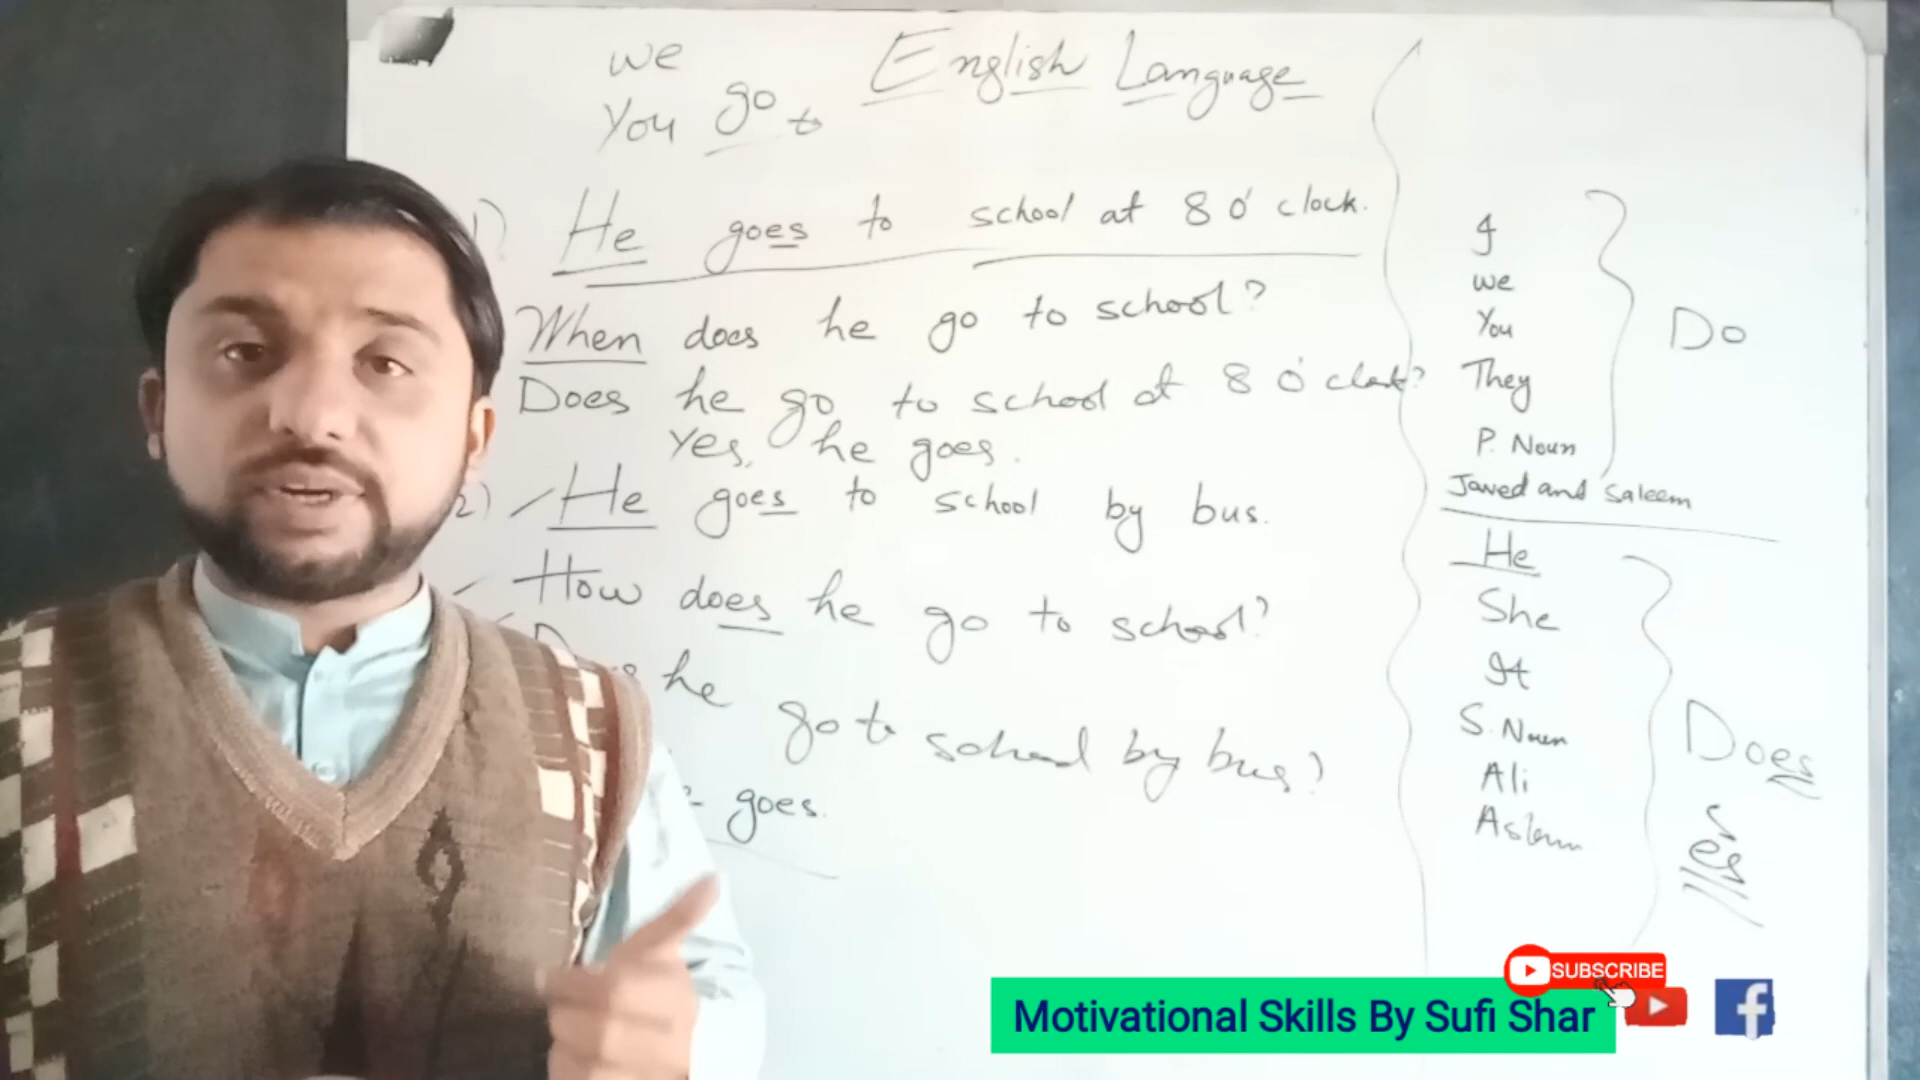 we
You go to
English Language
1) He goes to school at 8 O' clock.
When does he go to school?
Does he go to school at 8 O' clock?
Yes, he goes.
2) He goes to school by bus.
How does he go to school?
he go to school by bus?
goes.
I
we
You
They
P. Noun
Javed and Saleem
Do
He
She
It
S. Noun
Ali
Aslam
Does
es
SUBSCRIBE
Motivational Skills By Sufi Shar
f